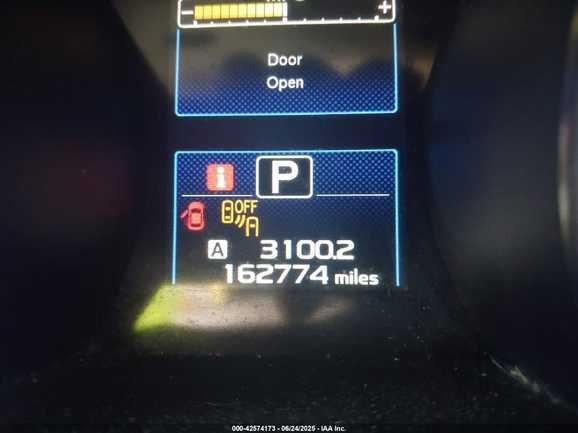 Door
Open
P
OFF
A 3100.2
162774 miles
000-42574173 - 06/24/2025 - IAA Inc.